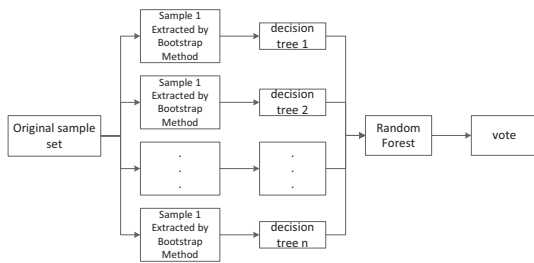 Original sample
set
Sample 1
Extracted by
Bootstrap
Method
decision
tree 1
Sample 1
Extracted by
Bootstrap
Method
decision
tree 2
.
.
.
.
.
.
Sample 1
Extracted by
Bootstrap
Method
decision
tree n
Random
Forest
vote